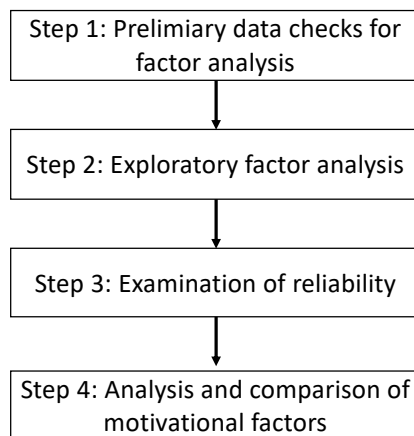 Step 1: Prelimiary data checks for
factor analysis
Step 2: Exploratory factor analysis
Step 3: Examination of reliability
Step 4: Analysis and comparison of
motivational factors